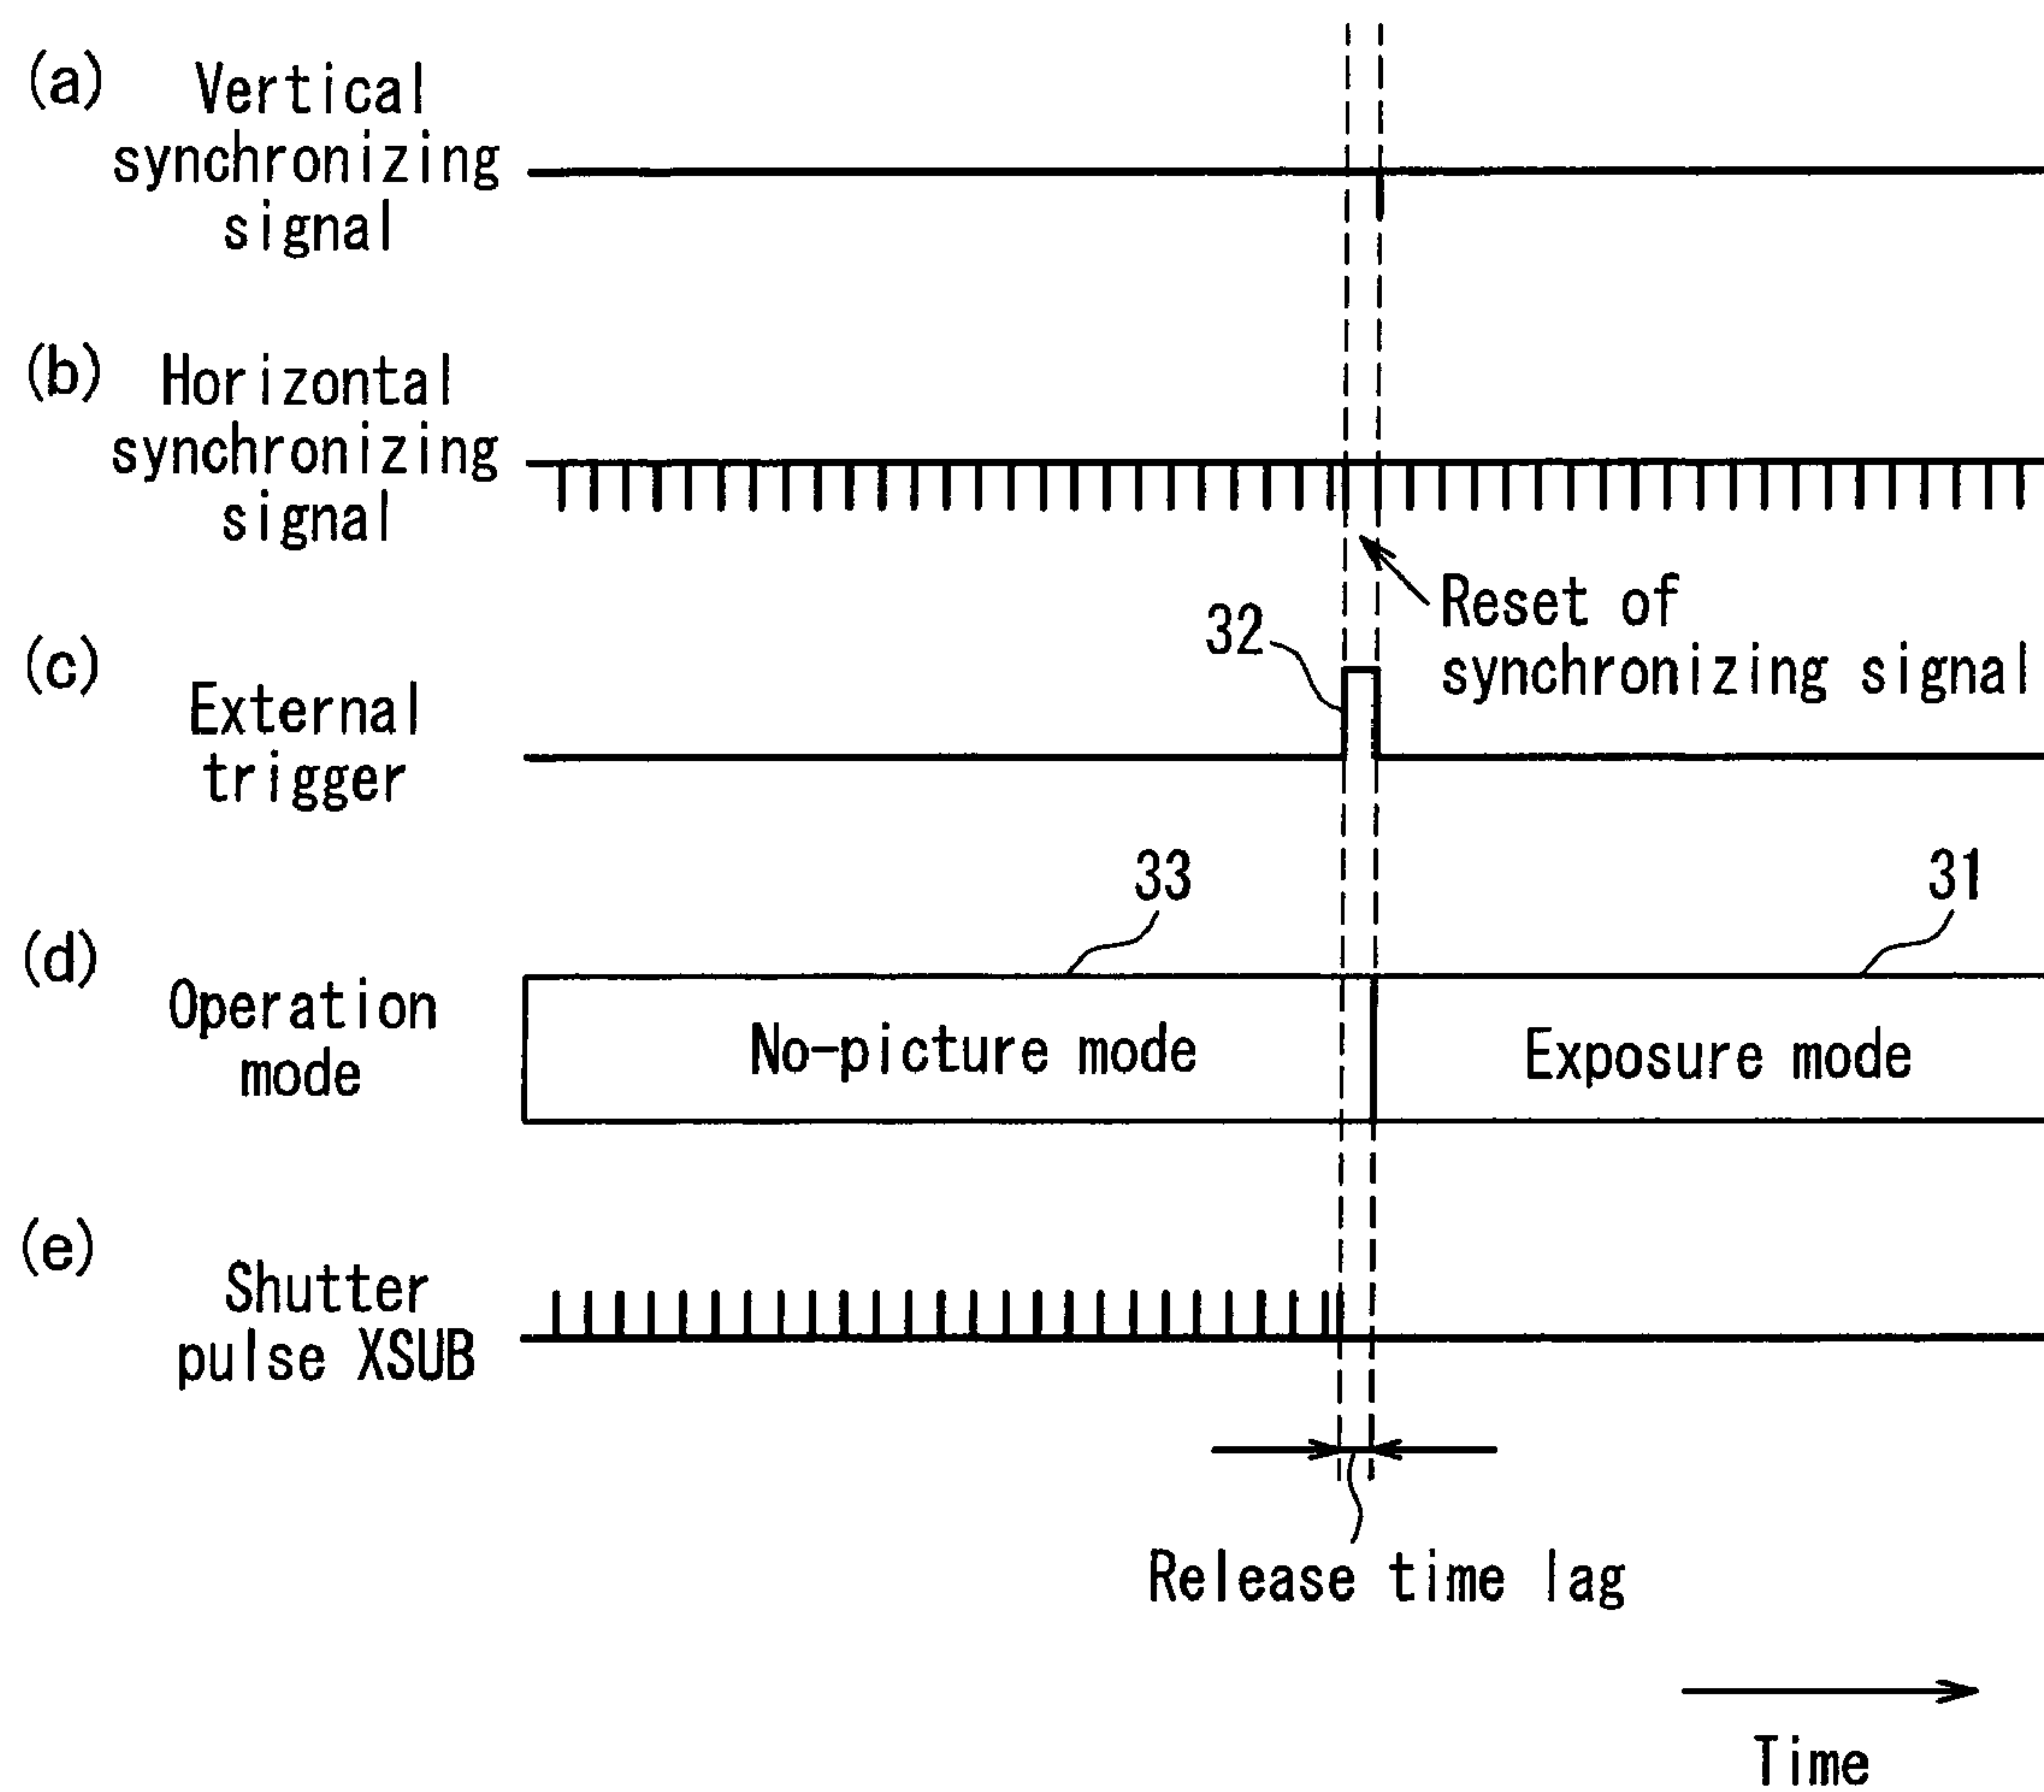 (a) Vertical
synchronizing
signal
(b) Horizontal
synchronizing
signal
Reset of
synchronizing signal
32
(c)
External
trigger
33
31
(d)
Operation
mode
No-picture mode
Exposure mode
(e)
Shutter
pulse XSUB
Release time lag
Time